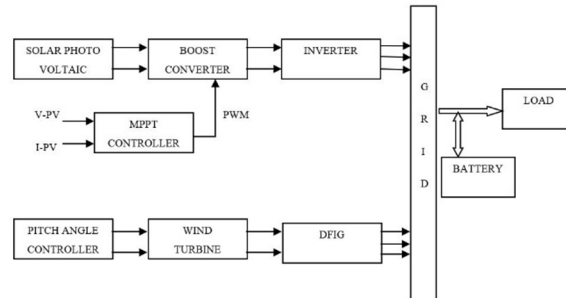 SOLAR PHOTO
VOLTAIC
BOOST
CONVERTER
INVERTER
V-PV
I-PV
MPPT
CONTROLLER
PWM
G
R
I
D
LOAD
BATTERY
PITCH ANGLE
CONTROLLER
WIND
TURBINE
DFIG